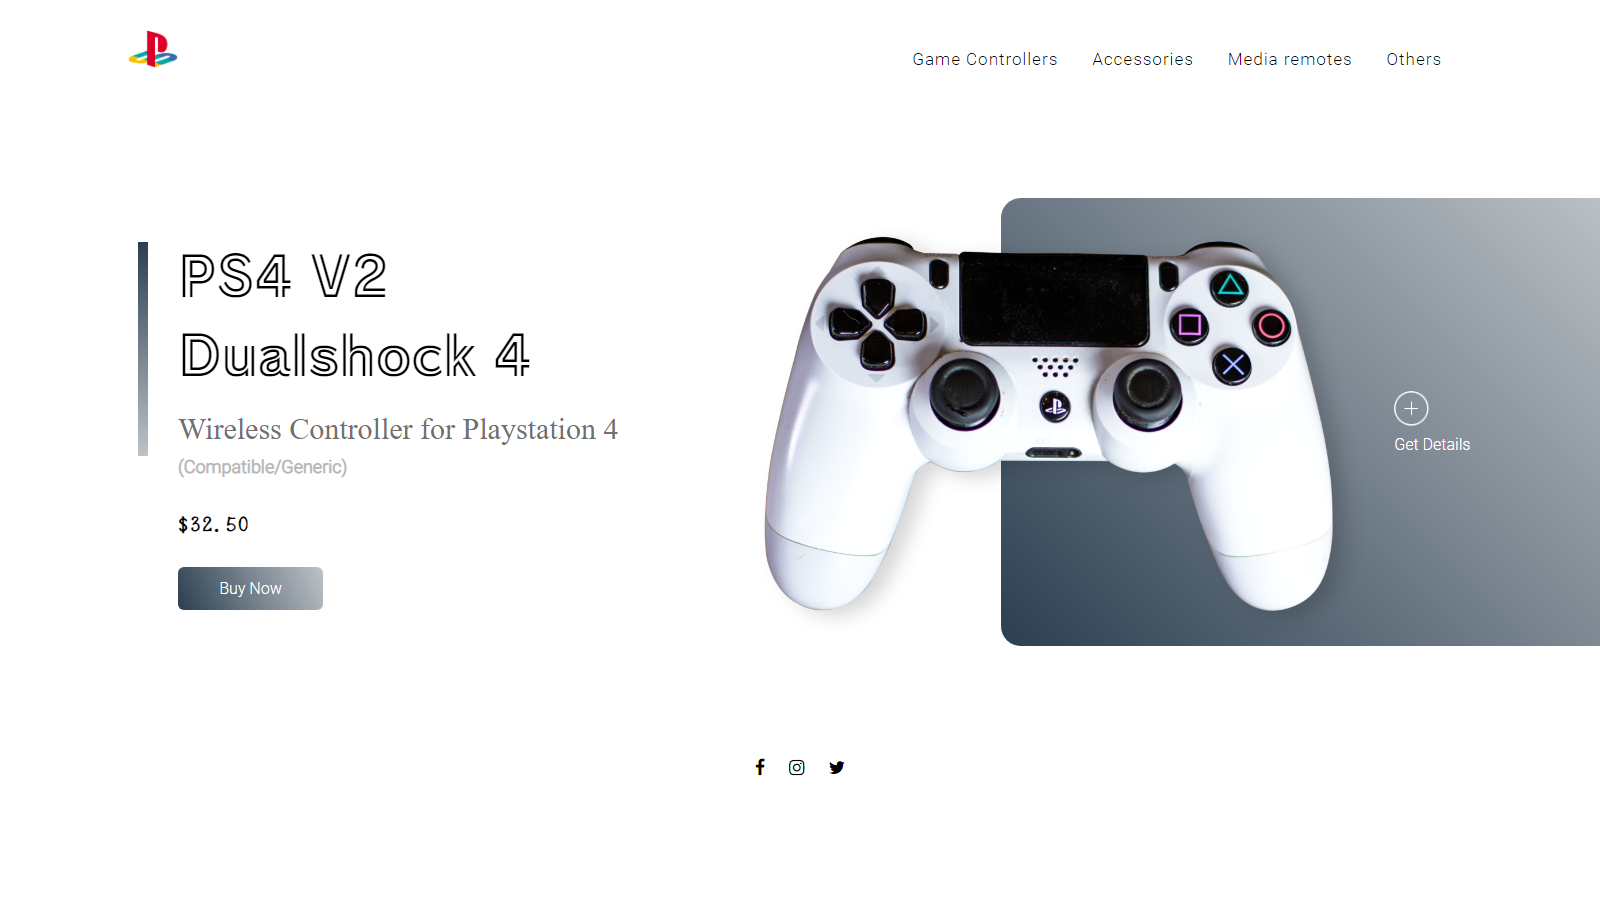 Game Controllers Accessories Media remotes Others
PS4 V2
Dualshock 4
Wireless Controller for Playstation 4
(Compatible/Generic)
$32.50
Buy Now
Get Details